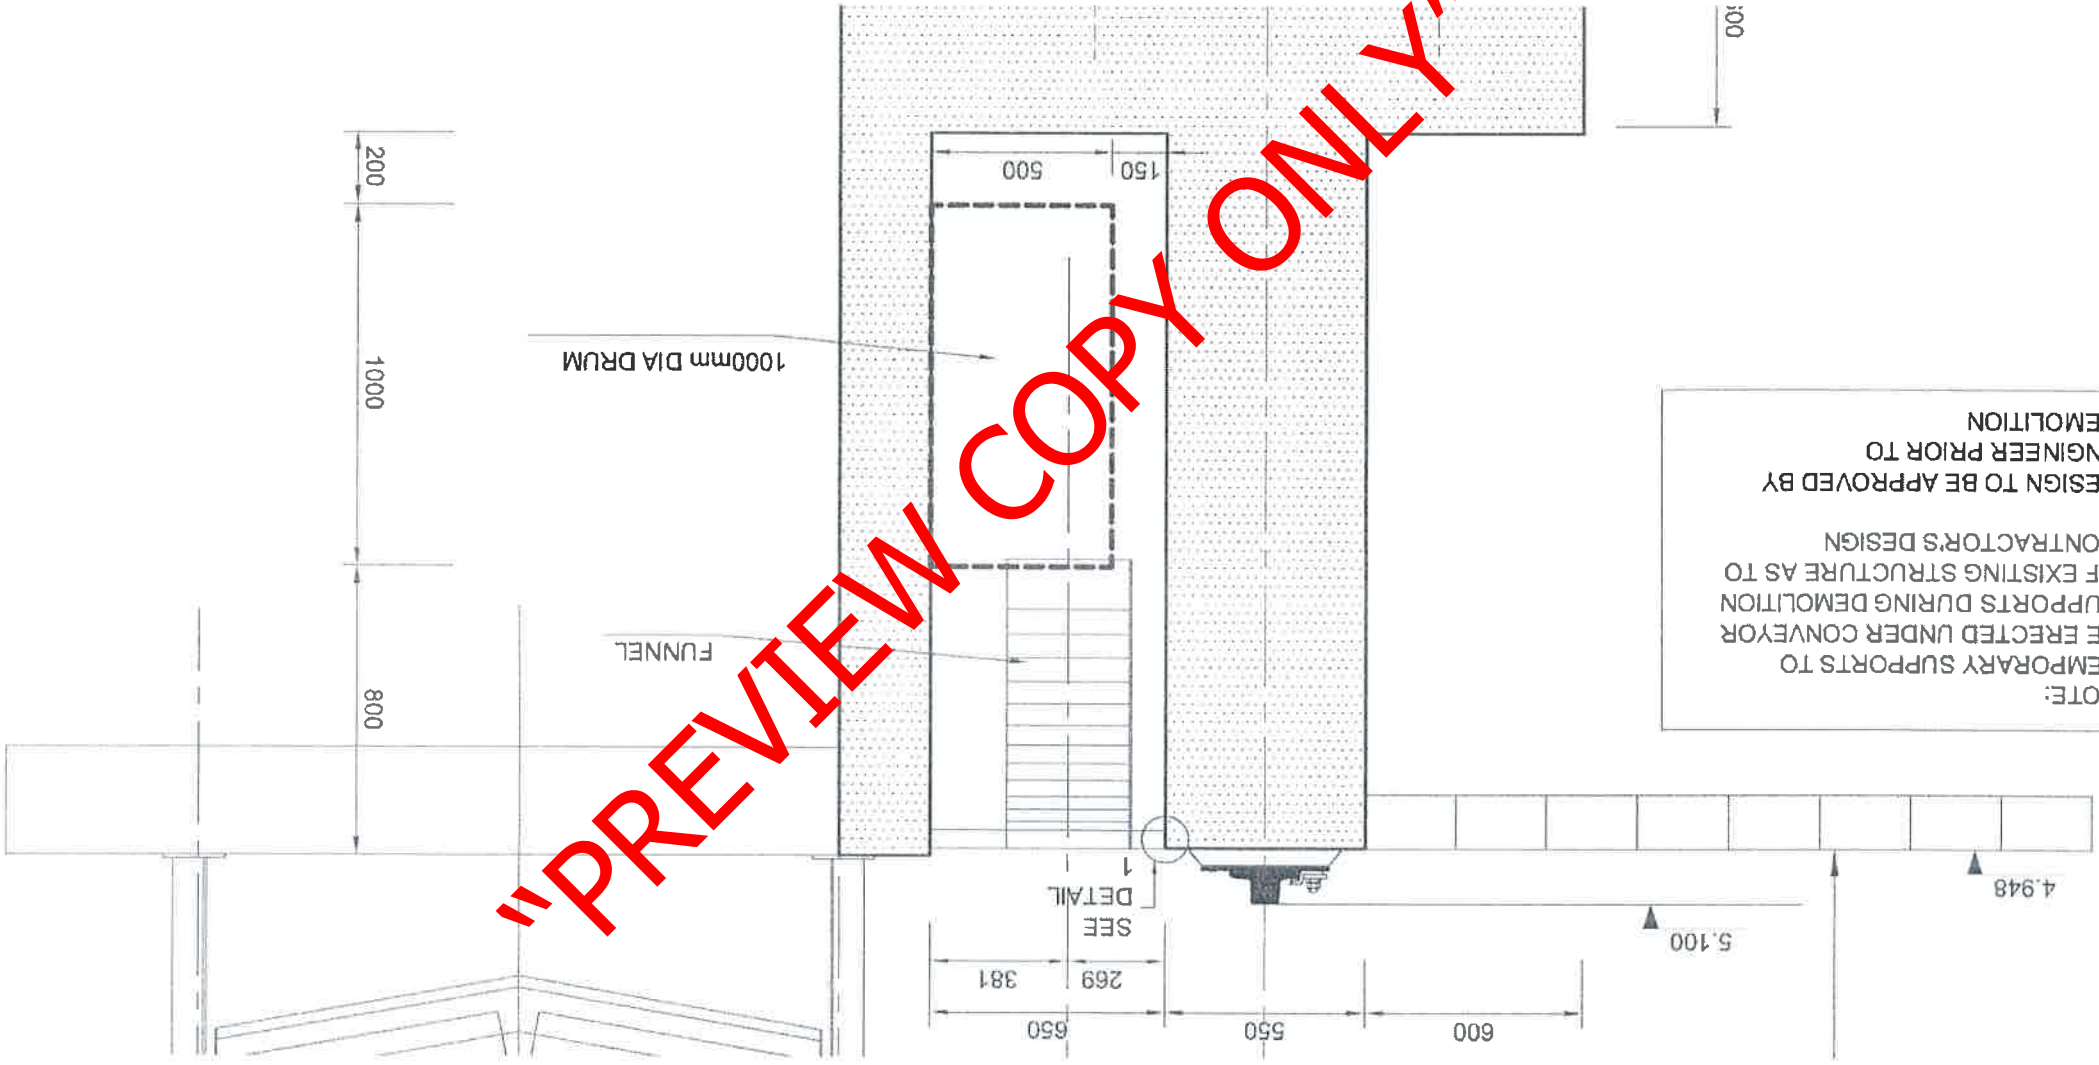 600
550
650
269
381
5.100
4.948
SEE
DETAIL
1
OTE:
EMPORARY SUPPORTS TO
E ERECTED UNDER CONVEYOR
UPPORTS DURING DEMOLITION
F EXISTING STRUCTURE AS TO
ONTRACTOR'S DESIGN
ESIGN TO BE APPROVED BY
NGINEER PRIOR TO
EMOLITION
FUNNEL
1000mm DIA DRUM
800
1000
200
150
500
"PREVIEW COPY ONLY"